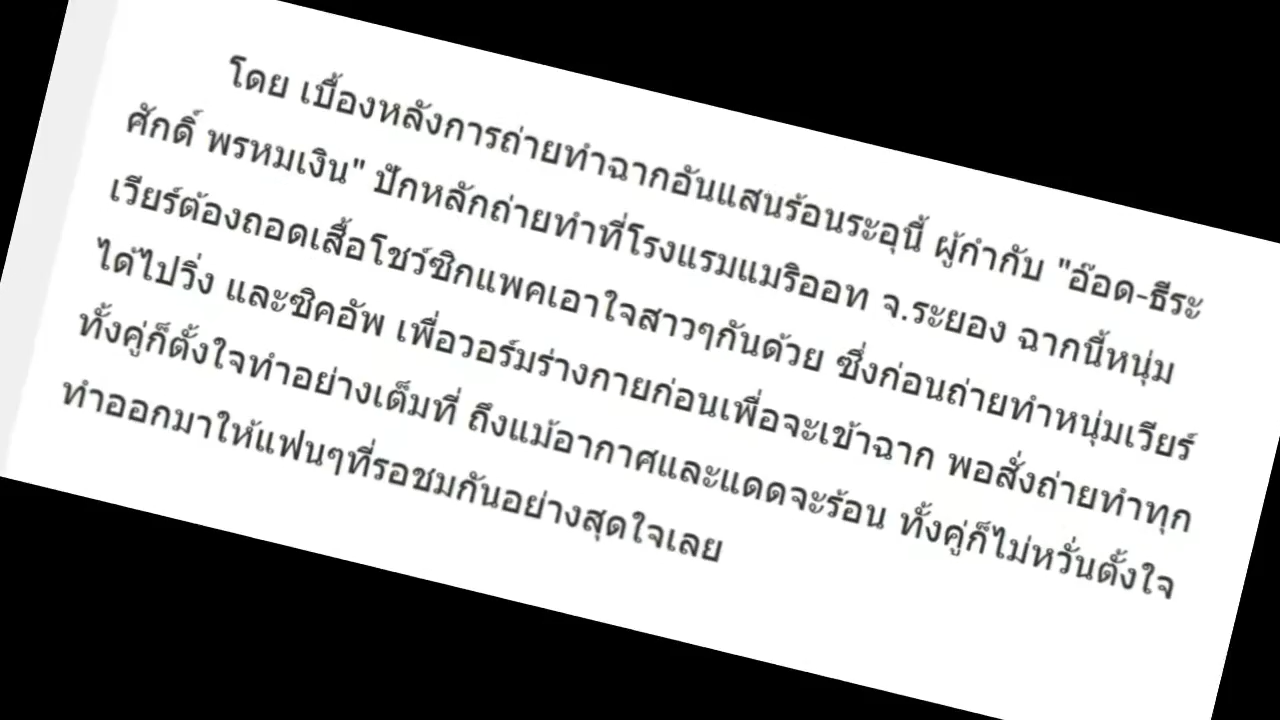 โดย เบื้องหลังการถ่ายทำฉากอันแสนร้อนระอุนี้ ผู้กำกับ "อ๊อด-ธีระ
ศักดิ์ พรหมเงิน" ปักหลักถ่ายทำที่โรงแรมแมริออท จ.ระยอง ฉากนี้หนุ่ม
เวียร์ต้องถอดเสื้อโชว์ซิกแพคเอาใจสาวๆกันด้วย ซึ่งก่อนถ่ายทำหนุ่มเวียร์
ได้ไปวิ่ง และซิคอัพ เพื่อวอร์มร่างกายก่อนเพื่อจะเข้าฉาก พอสั่งถ่ายทำทุก
ทั้งคู่ก็ตั้งใจทำอย่างเต็มที่ ถึงแม้อากาศและแดดจะร้อน ทั้งคู่ก็ไม่หวั่นตั้งใจ
ทำออกมาให้แฟนๆที่รอชมกันอย่างสุดใจเลย